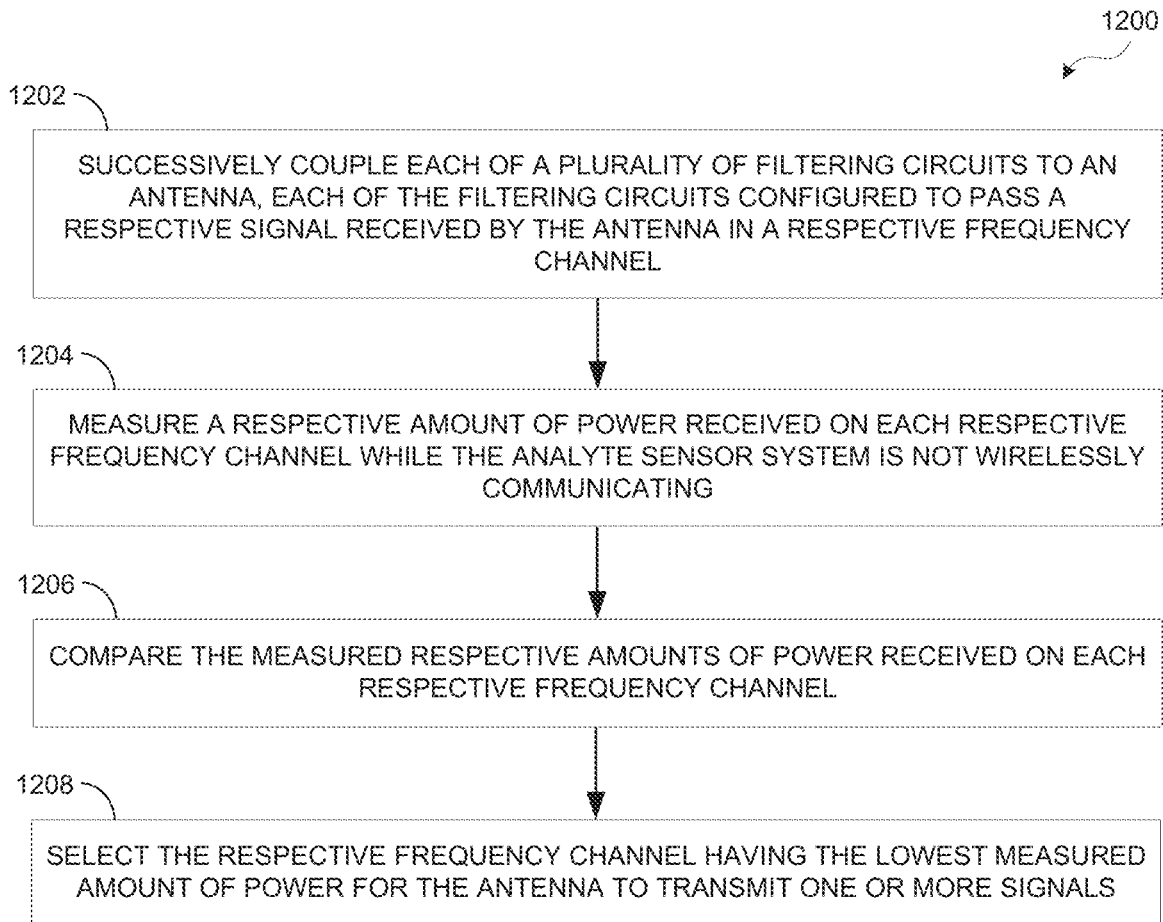 1200
1202
SUCCESSIVELY COUPLE EACH OF A PLURALITY OF FILTERING CIRCUITS TO AN
ANTENNA, EACH OF THE FILTERING CIRCUITS CONFIGURED TO PASS A
RESPECTIVE SIGNAL RECEIVED BY THE ANTENNA IN A RESPECTIVE FREQUENCY
CHANNEL
1204
MEASURE A RESPECTIVE AMOUNT OF POWER RECEIVED ON EACH RESPECTIVE
FREQUENCY CHANNEL WHILE THE ANALYTE SENSOR SYSTEM IS NOT WIRELESSLY
COMMUNICATING
1206
COMPARE THE MEASURED RESPECTIVE AMOUNTS OF POWER RECEIVED ON EACH
RESPECTIVE FREQUENCY CHANNEL
1208
SELECT THE RESPECTIVE FREQUENCY CHANNEL HAVING THE LOWEST MEASURED
AMOUNT OF POWER FOR THE ANTENNA TO TRANSMIT ONE OR MORE SIGNALS